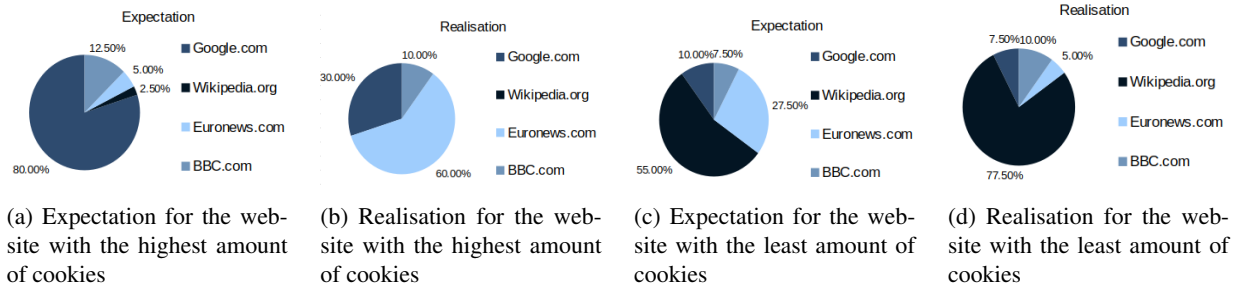 Expectation
12.50%
5.00%
2.50%
80.00%
Google.com
Wikipedia.org
Euronews.com
BBC.com
(a) Expectation for the web-
site with the highest amount
of cookies
Realisation
10.00%
30.00%
60.00%
Google.com
Wikipedia.org
Euronews.com
BBC.com
(b) Realisation for the web-
site with the highest amount
of cookies
Expectation
10.00%
7.50%
27.50%
55.00%
Google.com
Wikipedia.org
Euronews.com
BBC.com
(c) Expectation for the web-
site with the least amount of
cookies
Realisation
7.50%
10.00%
5.00%
77.50%
Google.com
Wikipedia.org
Euronews.com
BBC.com
(d) Realisation for the web-
site with the least amount of
cookies